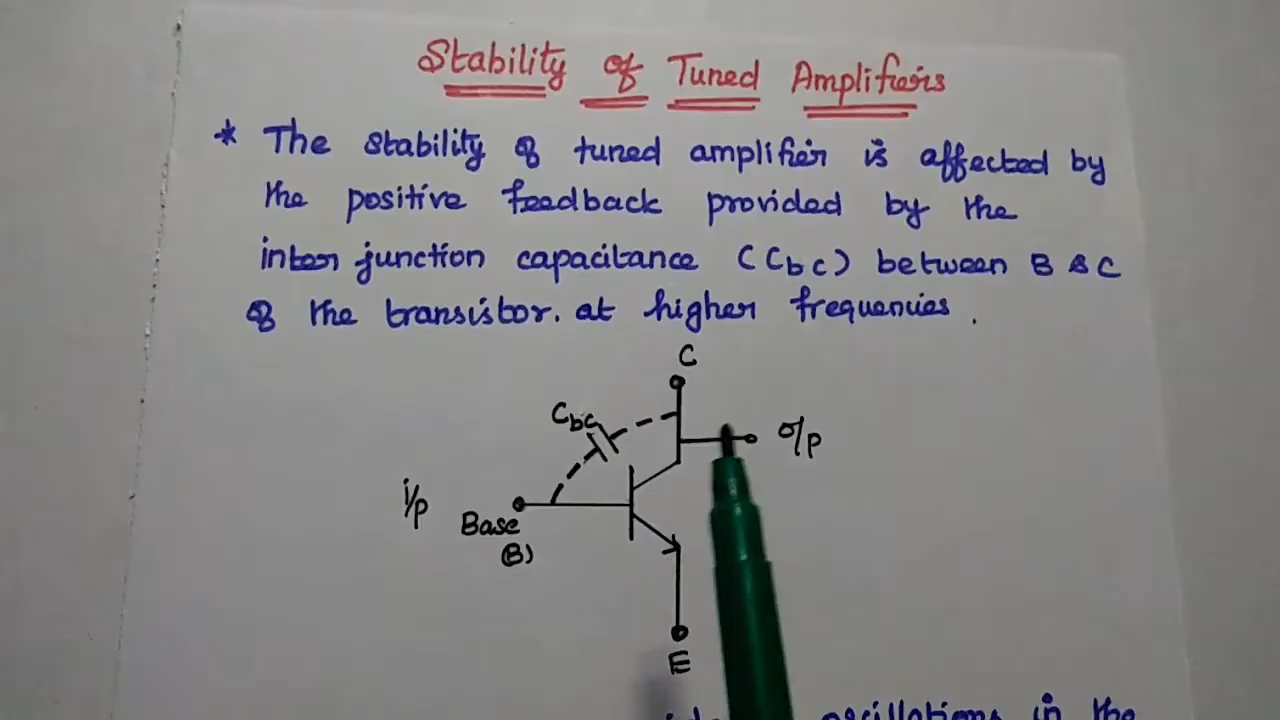 Stability of Tuned Amplifiers
* The stability of tuned amplifier is affected by
the positive feedback provided by the
inter junction capacitance (Cbc) between B & C
of the transistor. at higher frequencies.
C
Cbc
o/p
i/p
Base
(B)
E
oscillations in the